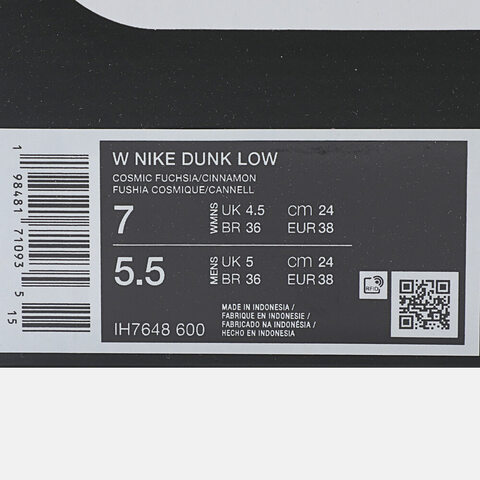 W NIKE DUNK LOW
COSMIC FUCHSIA/CINNAMON
FUSHIA COSMIQUE/CANNELL
7 WMNS UK 4.5 cm 24
BR 36 EUR 38
5.5 MENS UK 5 cm 24
BR 36 EUR 38
MADE IN INDONESIA /
FABRIQUE EN INDONESIE /
FABRICADO NA INDONÉSIA /
HECHO EN INDONESIA
IH7648 600
RFID
1 98481 71093 5 15